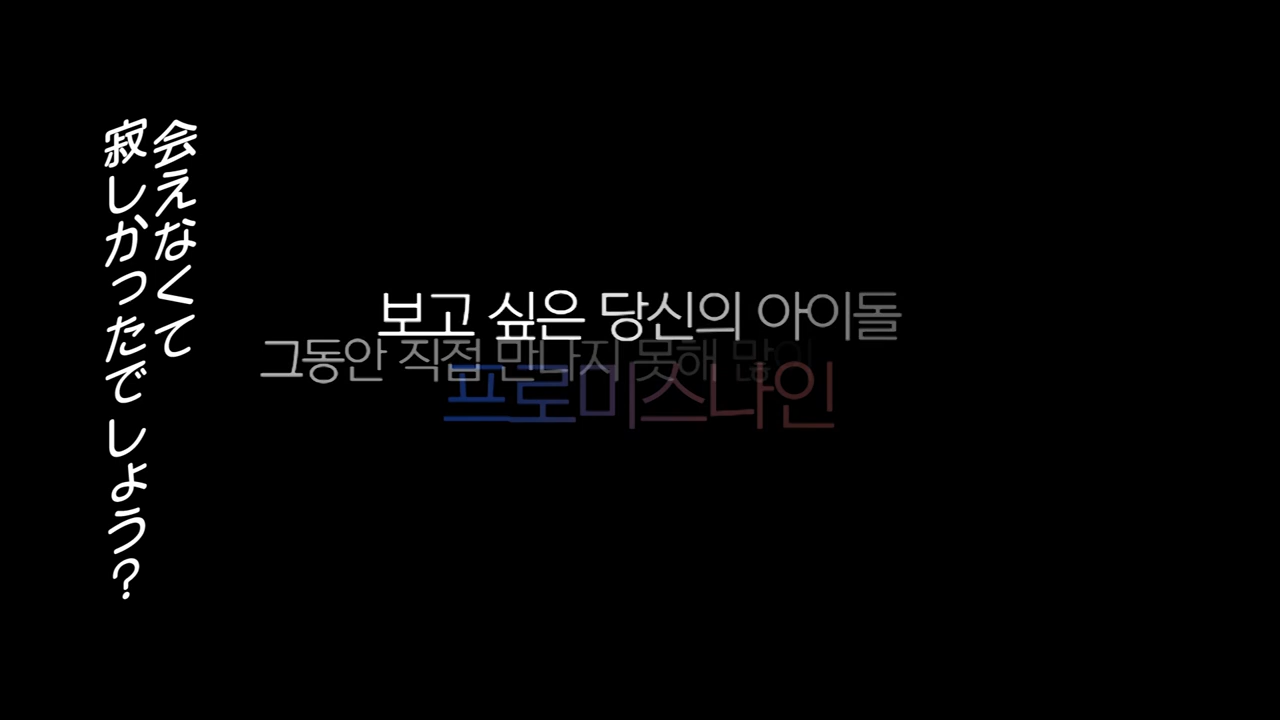 会えなくて
寂しかったでしょう?
보고 싶은 당신의 아이돌
그동안 직접 만나지 못해 많이
프로미스나인